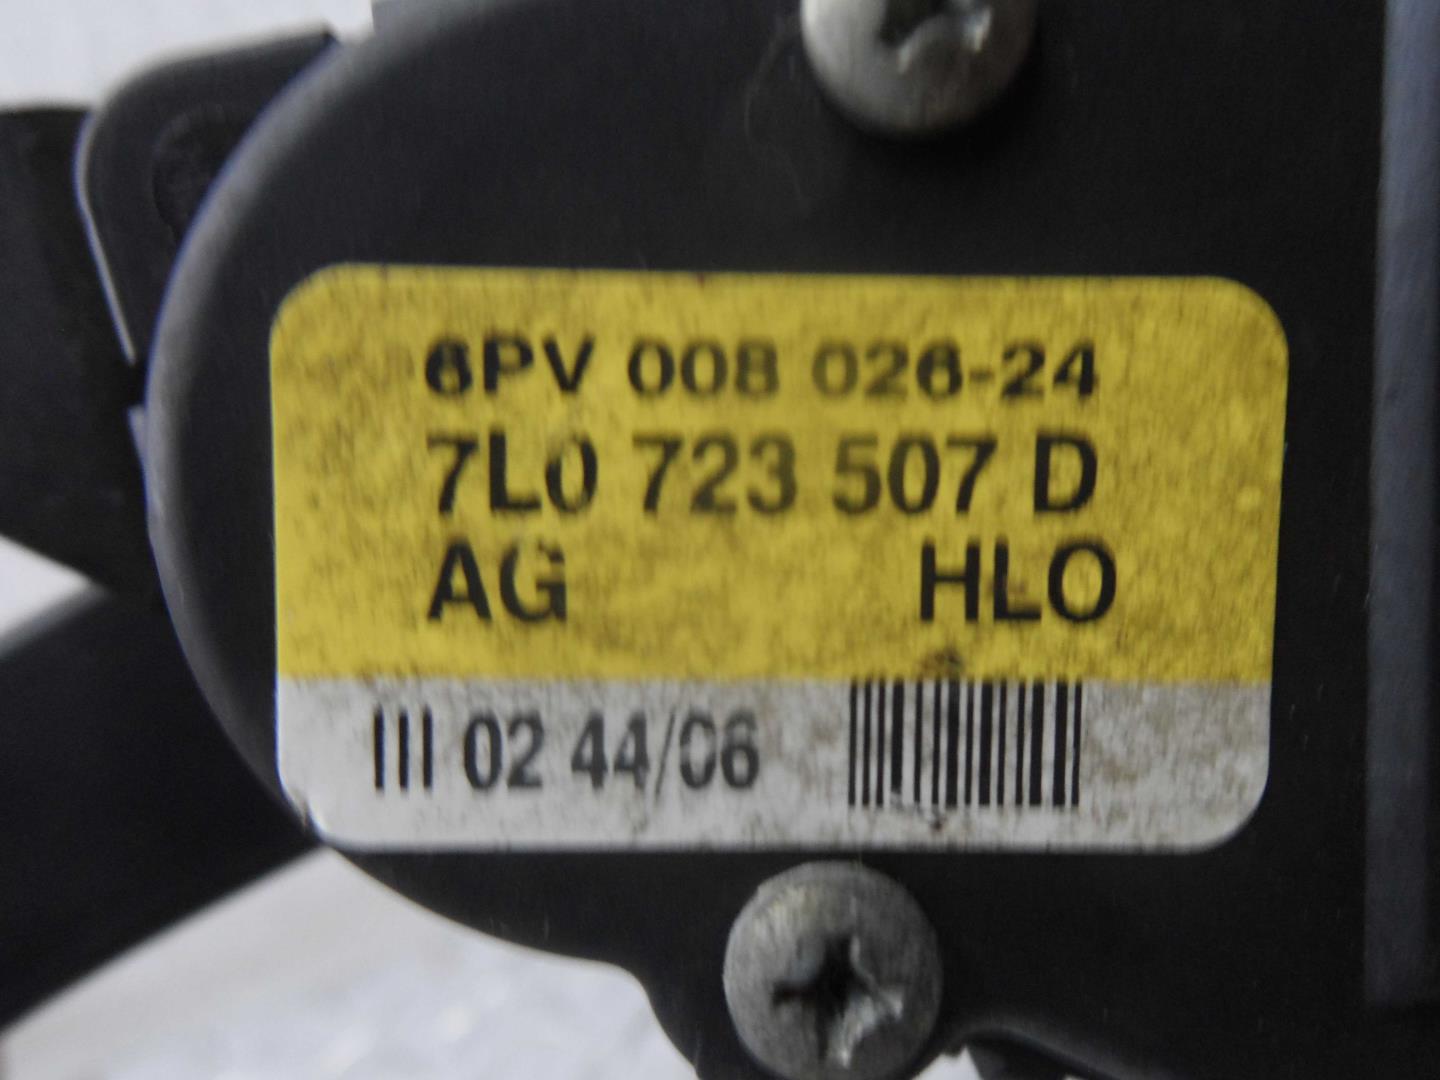 6PV 008 026-24
7L0 723 507 D
AG HLO
III 02 44/06